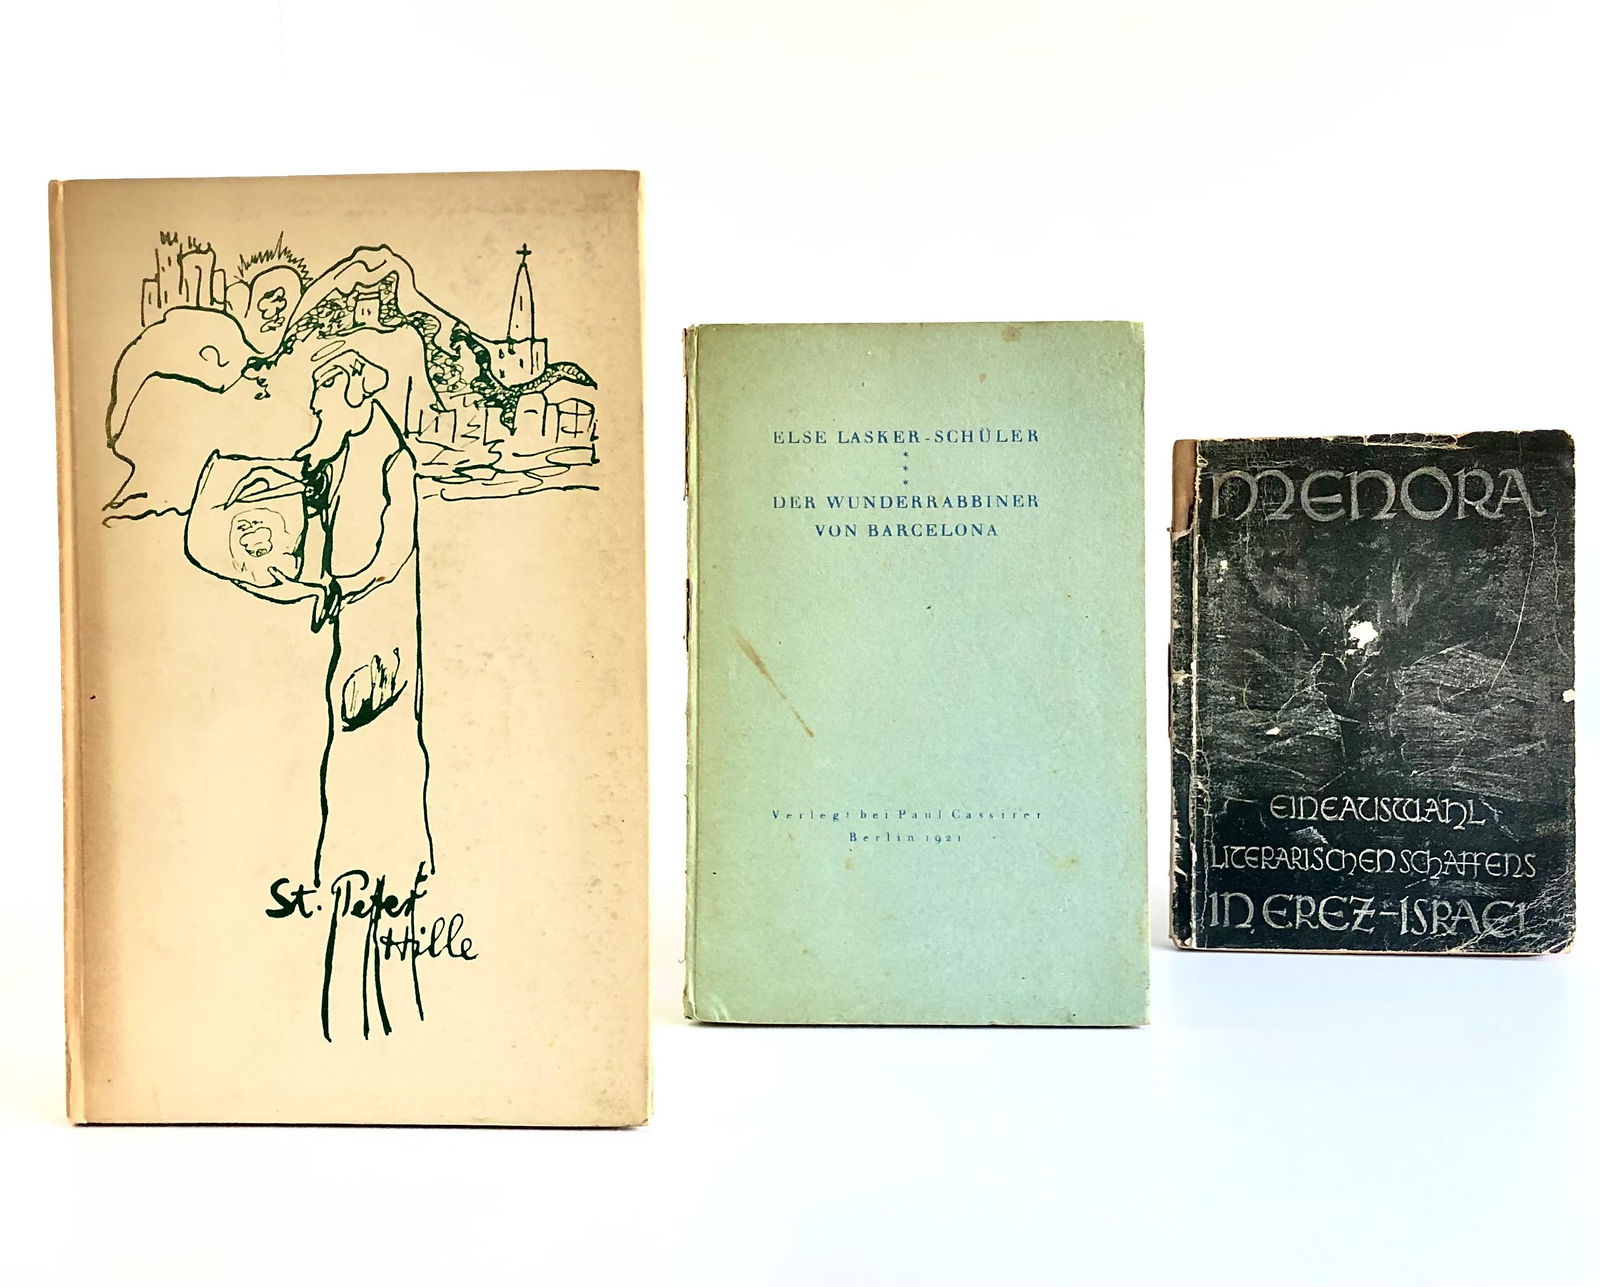 St. Peter
Hille
ELSE LASKER-SCHÜLER
*
*
*
DER WUNDERRABBINER
VON BARCELONA
Verlegt bei Paul Cassirer
Berlin 1921
MENORA
EINE AUSWAHL
LITERARISCHEN SCHAFFENS
IN EREZ-ISRAEL